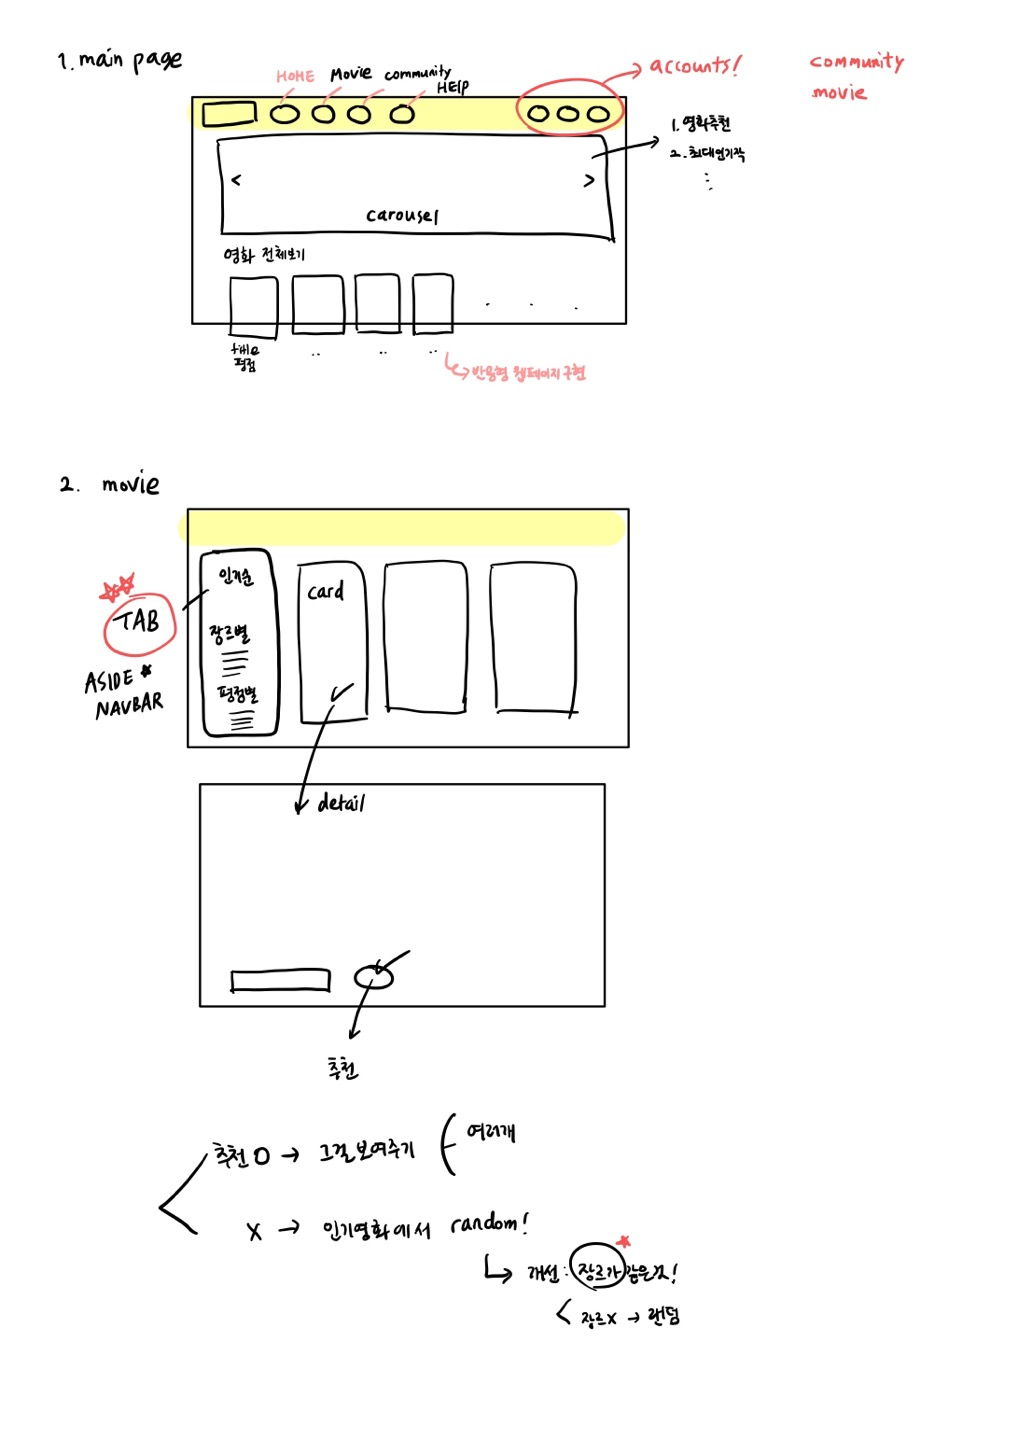 1. main page
HOME
Movie
community
HELP
accounts!
community
movie
1. 영화추천
2. 최대인기작
<
>
carousel
영화 전체보기
title
평점
반응형 웹페이지 구현
2. movie
TAB
ASIDE
NAVBAR
인기순
장르별
평점별
card
detail
추천
추천 O → 그걸 보여주기
여러개
X → 인기영화에서 random!
개선 : 장르가 같은것!
장르 X → 랜덤